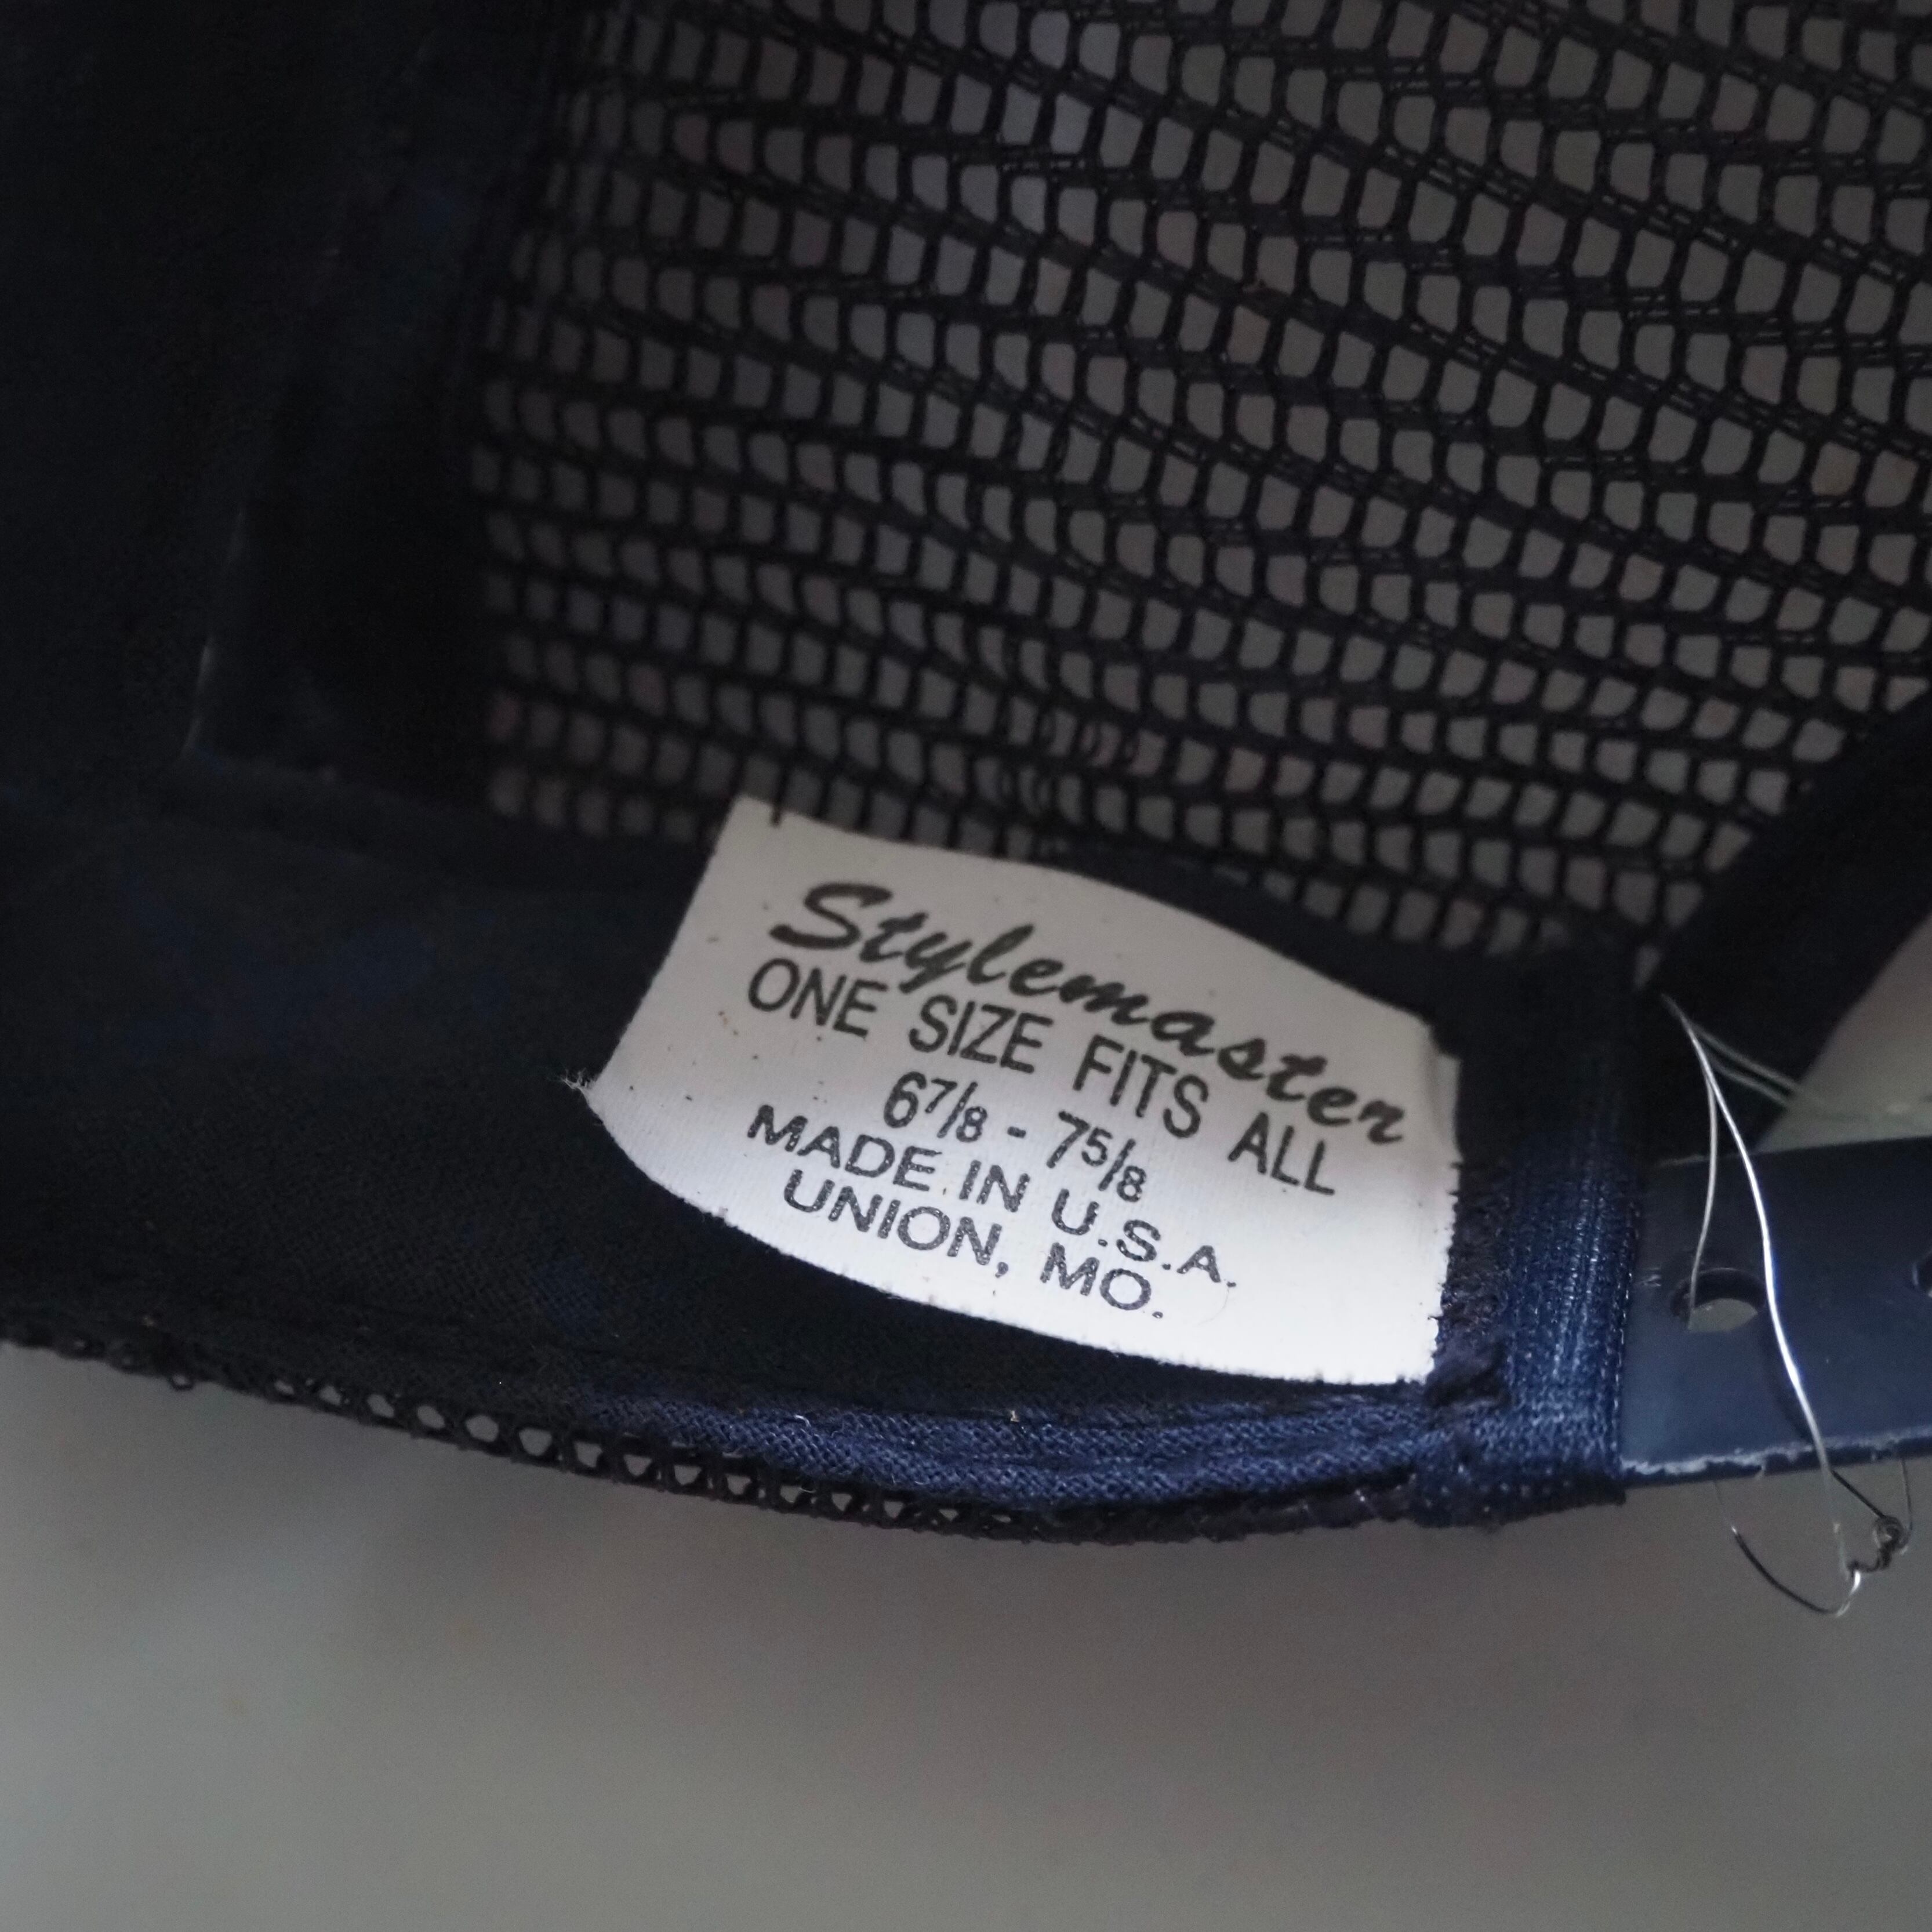 Stylemaster
ONE SIZE FITS ALL
6⅞ - 7⅝
MADE IN U.S.A.
UNION, MO.